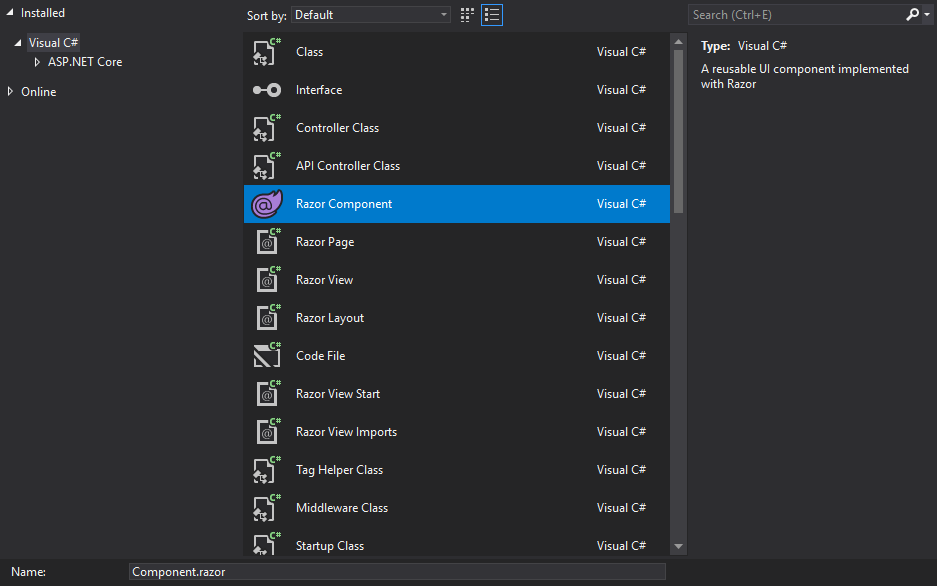 Installed
Visual C#
ASP.NET Core
Online
Sort by: Default
Search (Ctrl+E)
C# Class Visual C#
Interface Visual C#
C# Controller Class Visual C#
C# API Controller Class Visual C#
@ Razor Component Visual C#
C# @ Razor Page Visual C#
C# @ Razor View Visual C#
C# @ Razor Layout Visual C#
C# Code File Visual C#
C# @ Razor View Start Visual C#
C# @ Razor View Imports Visual C#
C# Tag Helper Class Visual C#
C# Middleware Class Visual C#
C# Startup Class Visual C#
Type: Visual C#
A reusable UI component implemented
with Razor
Name: Component.razor